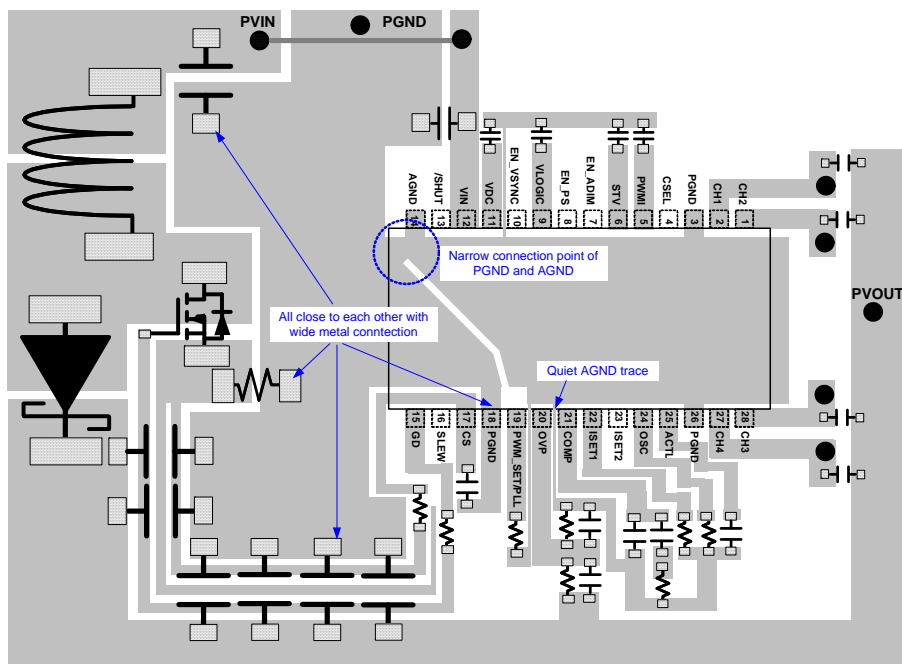 PVIN
PGND
AGND
/SHUT
VIN
VDC
EN_VSYNC
VLOGIC
EN_PS
EN_ADIM
STV
PWMI
CSEL
PGND
CH1
CH2
14
13
12
11
10
9
8
7
6
5
4
3
2
1
Narrow connection point of
PGND and AGND
PVOUT
All close to each other with
wide metal conntection
Quiet AGND trace
15
16
17
18
19
20
21
22
23
24
25
26
27
28
GD
SLEW
CS
PGND
PWM_SET/PLL
OVP
COMP
ISET1
ISET2
OSC
ACTL
PGND
CH4
CH3